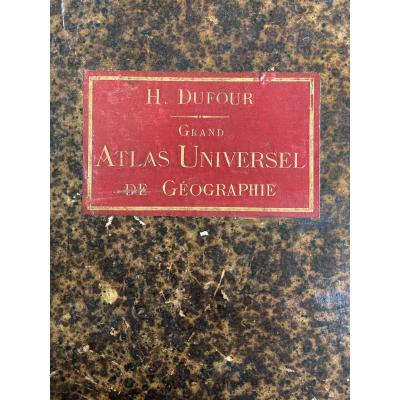 H. DUFOUR
GRAND
ATLAS UNIVERSEL
DE GÉOGRAPHIE